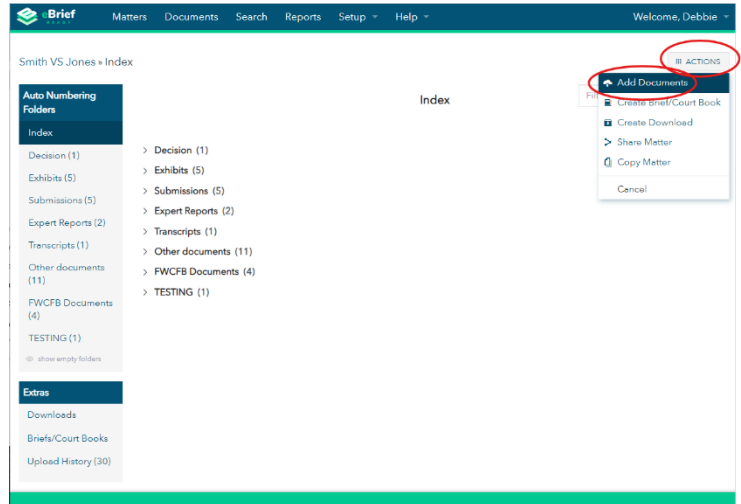 eBrief
READY
Matters Documents Search Reports Setup Help Welcome, Debbie
Smith VS Jones » Index
ACTIONS
Add Documents
Create Brief/Court Book
Create Download
Share Matter
Copy Matter
Cancel
Auto Numbering
Folders
Index
Decision (1)
Exhibits (5)
Submissions (5)
Expert Reports (2)
Transcripts (1)
Other documents
(11)
FWCFB Documents
(4)
TESTING (1)
show empty folders
Index
Decision (1)
Exhibits (5)
Submissions (5)
Expert Reports (2)
Transcripts (1)
Other documents (11)
FWCFB Documents (4)
TESTING (1)
Extras
Downloads
Briefs/Court Books
Upload History (30)